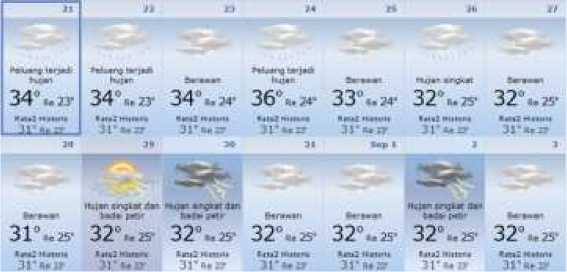 21 22 23 24 25 26 27
Peluang terjadi hujan
34° Re 23°
Rata2 Historis
31° Re 23°
Peluang terjadi hujan
34° Re 23°
Rata2 Historis
31° Re 23°
Berawan
34° Re 24°
Rata2 Historis
31° Re 23°
Peluang terjadi hujan
36° Re 24°
Rata2 Historis
31° Re 23°
Berawan
33° Re 24°
Rata2 Historis
31° Re 23°
Hujan singkat
32° Re 25°
Rata2 Historis
31° Re 23°
Berawan
32° Re 25°
Rata2 Historis
31° Re 23°
28 29 30 31 Sep 1 2 3
Berawan
31° Re 25°
Rata2 Historis
31° Re 23°
Hujan singkat dan badai petir
32° Re 25°
Rata2 Historis
31° Re 23°
Hujan singkat dan badai petir
32° Re 25°
Rata2 Historis
31° Re 23°
Berawan
32° Re 25°
Rata2 Historis
31° Re 23°
Berawan
32° Re 25°
Rata2 Historis
31° Re 23°
Hujan singkat dan badai petir
32° Re 25°
Rata2 Historis
31° Re 23°
Berawan
32° Re 25°
Rata2 Historis
31° Re 23°